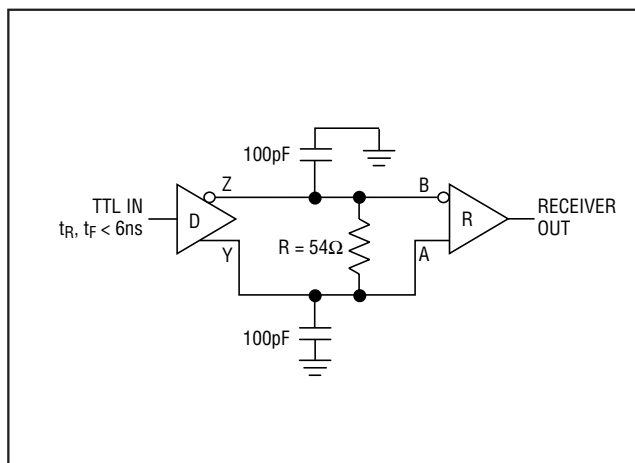 100pF
Z
B
TTL IN
tR, tF < 6ns
D
R
RECEIVER
OUT
R = 54Ω
Y
A
100pF